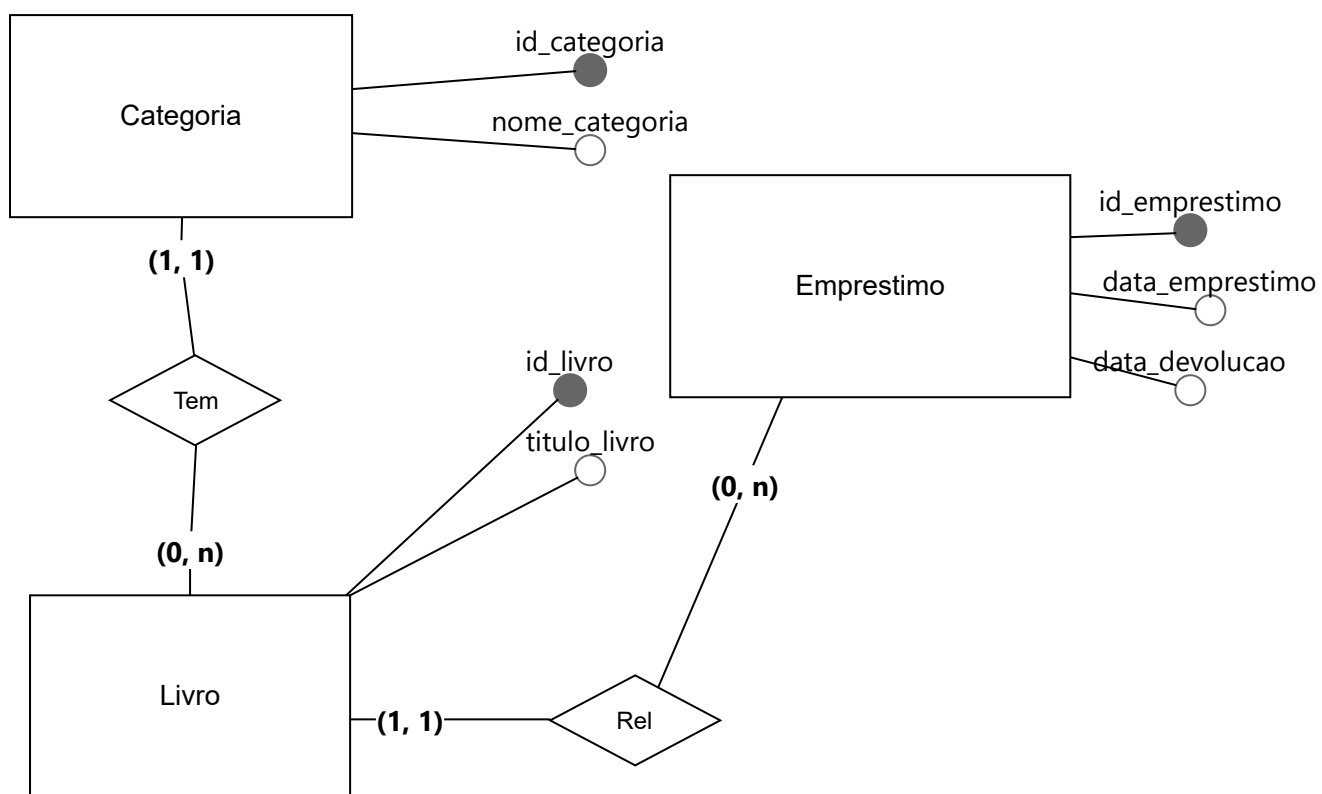 id_categoria
Categoria
nome_categoria
id_emprestimo
(1, 1)
data_emprestimo
Emprestimo
id_livro
data_devolucao
Tem
titulo_livro
(0, n)
(0, n)
Livro
(1, 1)
Rel